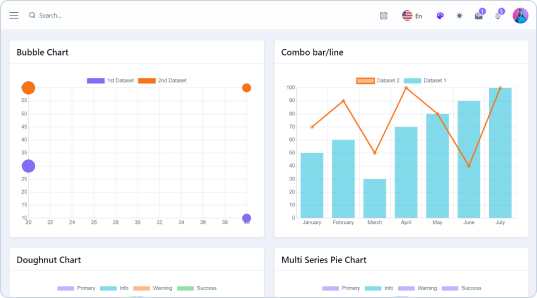 Search...
En
1
5
Bubble Chart
1st Dataset
2nd Dataset
60
55
50
45
40
35
30
25
20
15
10
20 22 24 26 28 30 32 34 36 38
Combo bar/line
Dataset 2
Dataset 1
100
90
80
70
60
50
40
30
20
10
0
January February March April May June July
Doughnut Chart
Primary Info Warning Success
Multi Series Pie Chart
Primary Info Warning Success